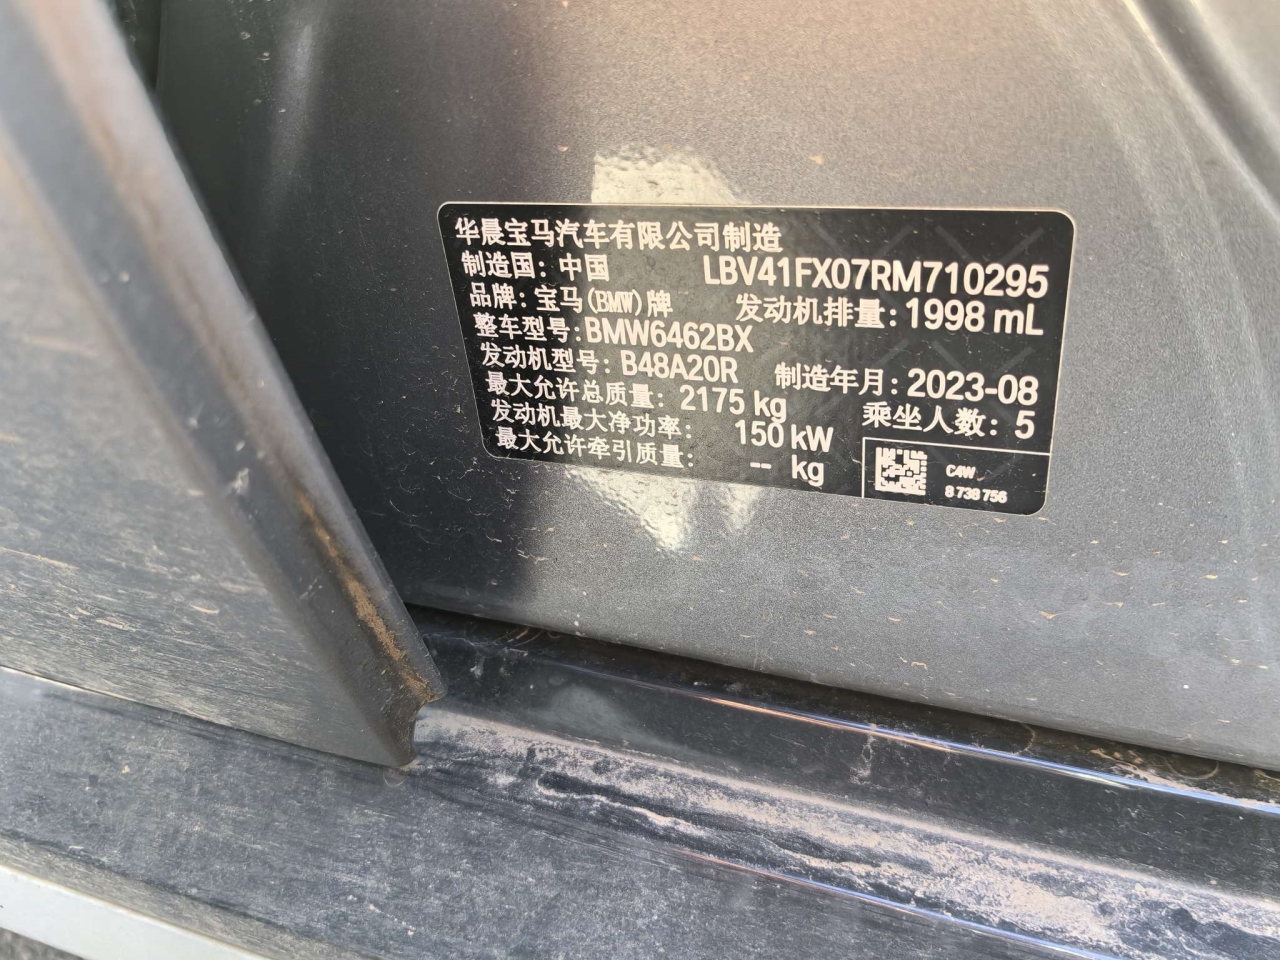 华晨宝马汽车有限公司制造
制造国：中国 LBV41FX07RM710295
品牌：宝马(BMW)牌 发动机排量：1998 mL
整车型号：BMW6462BX
发动机型号：B48A20R 制造年月：2023-08
最大允许总质量：2175 kg 乘坐人数：5
发动机最大净功率：150 kW
最大允许牵引质量：-- kg
C4W
8 738 756